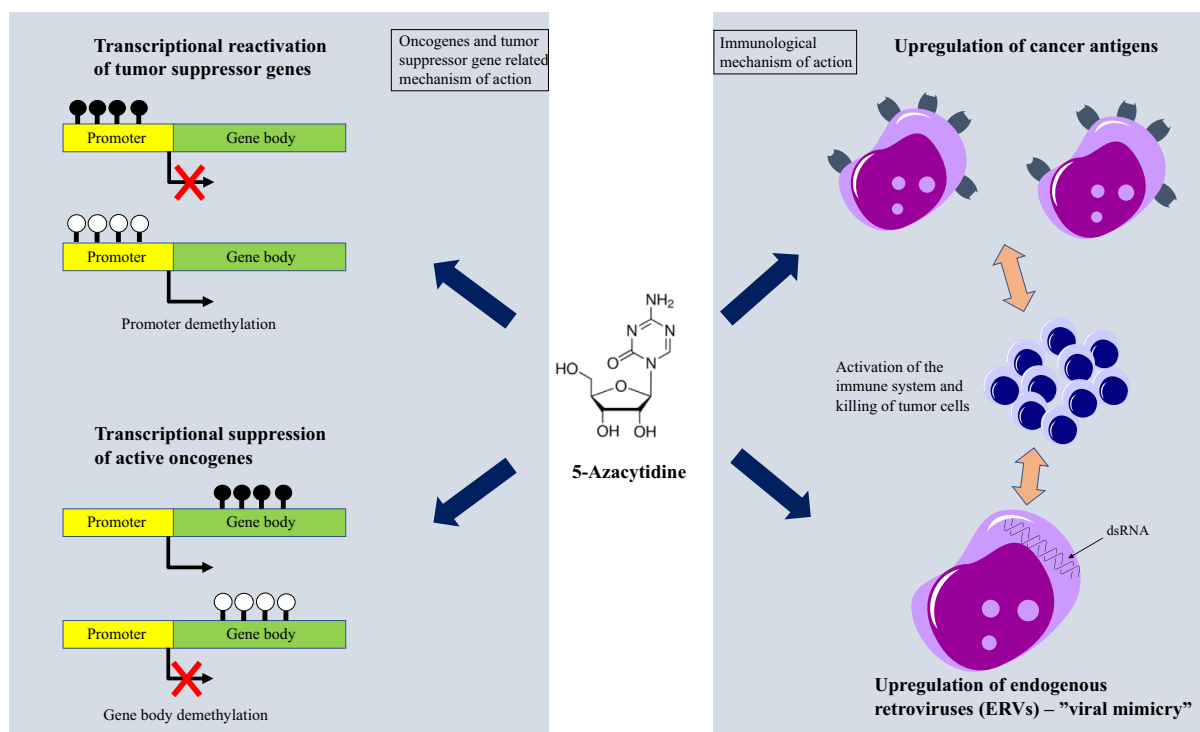 Transcriptional reactivation
of tumor suppressor genes
Oncogenes and tumor
suppressor gene related
mechanism of action
Promoter
Gene body
Promoter
Gene body
Promoter demethylation
Transcriptional suppression
of active oncogenes
Promoter
Gene body
Promoter
Gene body
Gene body demethylation
NH2
N
N
O
N
HO
O
OH
OH
5-Azacytidine
Immunological
mechanism of action
Upregulation of cancer antigens
Activation of the
immune system and
killing of tumor cells
dsRNA
Upregulation of endogenous
retroviruses (ERVs) – ”viral mimicry”